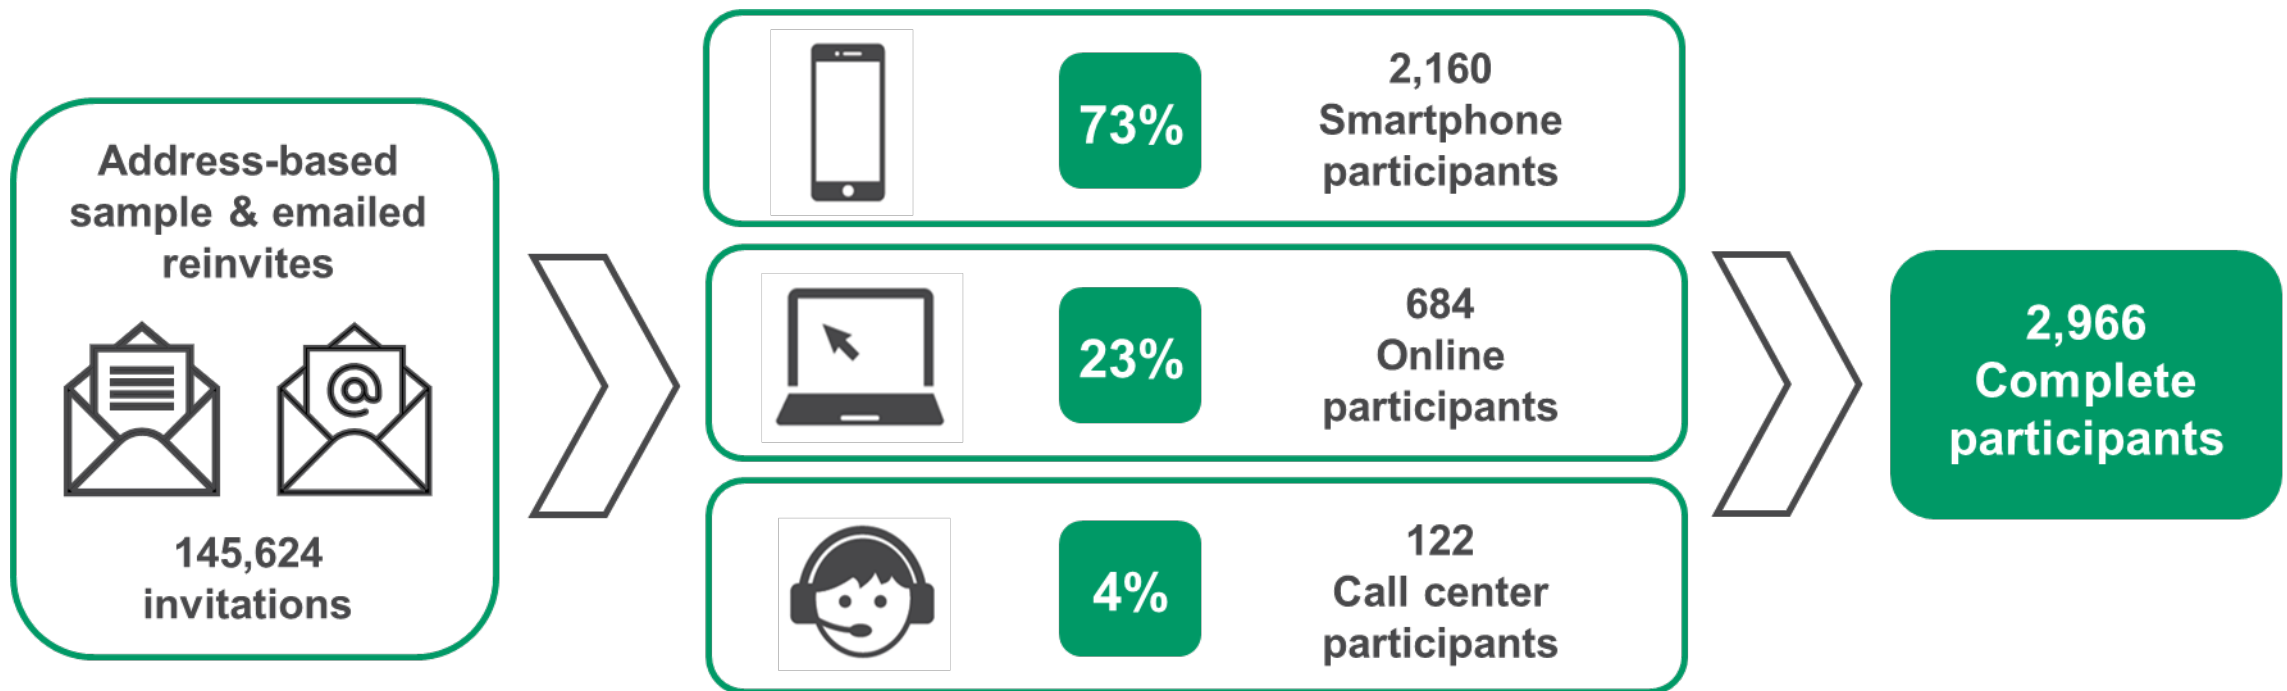 Address-based
sample & emailed
reinvites
@
145,624
invitations
73%
2,160
Smartphone
participants
23%
684
Online
participants
4%
122
Call center
participants
2,966
Complete
participants